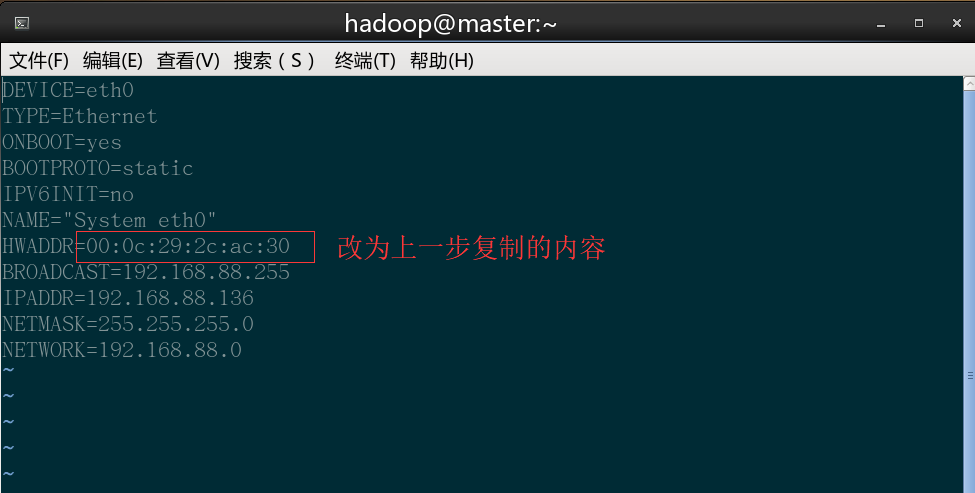 hadoop@master:~
文件(F) 编辑(E) 查看(V) 搜索（S） 终端(T) 帮助(H)
DEVICE=eth0
TYPE=Ethernet
ONBOOT=yes
BOOTPROTO=static
IPV6INIT=no
NAME="System eth0"
HWADDR=00:0c:29:2c:ac:30 改为上一步复制的内容
BROADCAST=192.168.88.255
IPADDR=192.168.88.136
NETMASK=255.255.255.0
NETWORK=192.168.88.0
~
~
~
~
~